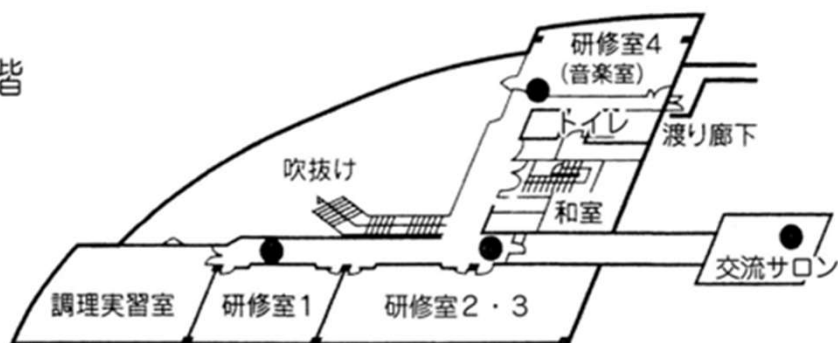 階
研修室4
(音楽室)
トイレ
渡り廊下
吹抜け
和室
交流サロン
調理実習室
研修室1
研修室2・3